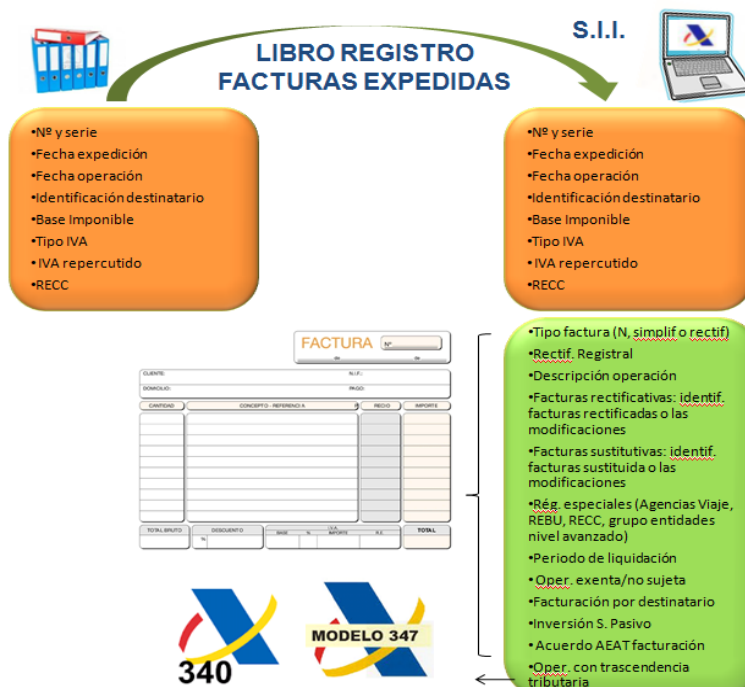 S.I.I.
LIBRO REGISTRO
FACTURAS EXPEDIDAS
•Nº y serie
•Fecha expedición
•Fecha operación
•Identificación destinatario
•Base Imponible
•Tipo IVA
• IVA repercutido
•RECC
•Nº y serie
•Fecha expedición
•Fecha operación
•Identificación destinatario
•Base Imponible
•Tipo IVA
• IVA repercutido
•RECC
FACTURA Nº
de de
CLIENTE: N.I.F.:
DOMICILIO: PAGO:
CANTIDAD CONCEPTO - REFERENCIA IMPORTE
TOTAL BRUTO DESCUENTO I.V.A. TOTAL
% BASE % IMPORTE R.E.
•Tipo factura (N, simplif o rectif)
•Rectif. Registral
•Descripción operación
•Facturas rectificativas: identif.
facturas rectificadas o las
modificaciones
•Facturas sustitutivas: identif.
facturas sustituida o las
modificaciones
•Rég. especiales (Agencias Viaje,
REBU, RECC, grupo entidades
nivel avanzado)
•Periodo de liquidación
•Oper. exenta/no sujeta
•Facturación por destinatario
•Inversión S. Pasivo
•Acuerdo AEAT facturación
•Oper. con trascendencia
tributaria
340
MODELO 347